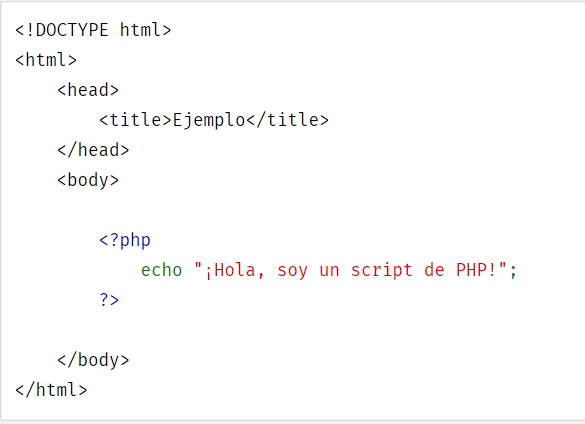 <!DOCTYPE html>
<html>
    <head>
        <title>Ejemplo</title>
    </head>
    <body>

        <?php
            echo "¡Hola, soy un script de PHP!";
        ?>

    </body>
</html>